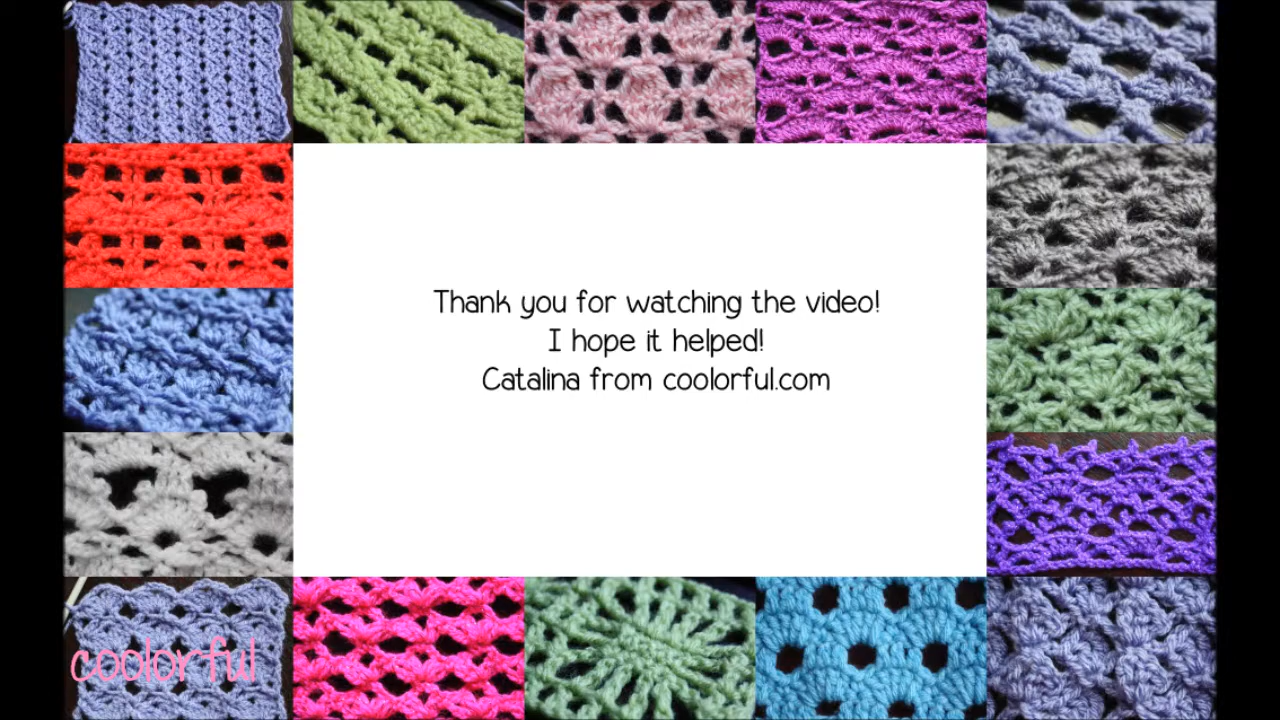 Thank you for watching the video!
I hope it helped!
Catalina from coolorful.com
coolorful